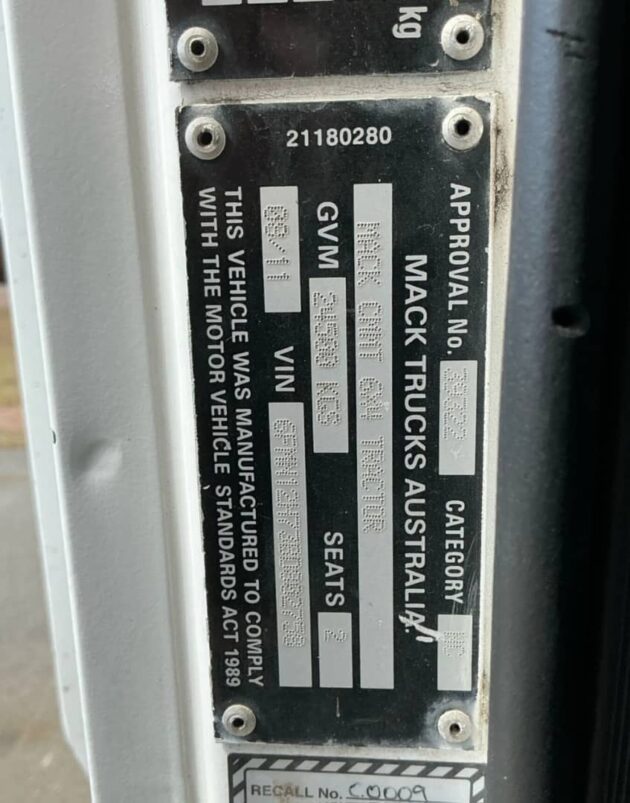 kg
21180280
APPROVAL No. CATEGORY
MACK TRUCKS AUSTRALIA
MACK CMMT 6X4 TRACTOR
GVM 24500 KGS SEATS 2
08/11 VIN
THIS VEHICLE WAS MANUFACTURED TO COMPLY
WITH THE MOTOR VEHICLE STANDARDS ACT 1989
RECALL No. C0009